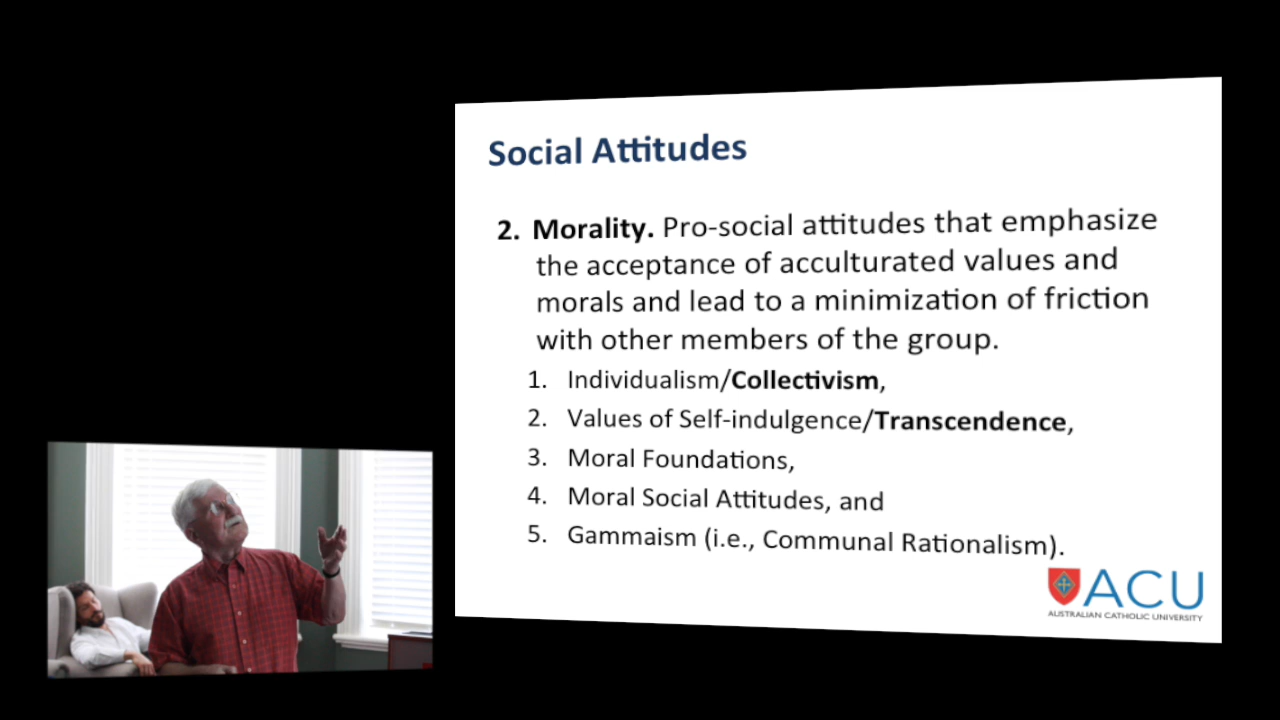 Social Attitudes
2. Morality. Pro-social attitudes that emphasize
the acceptance of acculturated values and
morals and lead to a minimization of friction
with other members of the group.
1. Individualism/Collectivism,
2. Values of Self-indulgence/Transcendence,
3. Moral Foundations,
4. Moral Social Attitudes, and
5. Gammaism (i.e., Communal Rationalism).
ACU
AUSTRALIAN CATHOLIC UNIVERSITY